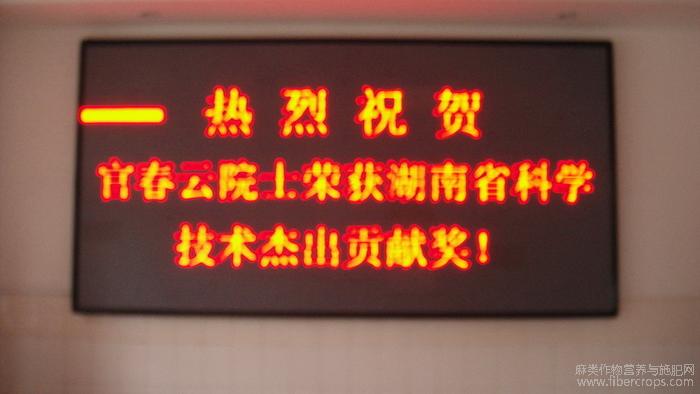 热烈祝贺
官春云院士荣获湖南省科学
技术杰出贡献奖！
麻类作物营养与施肥网
www.fibercrops.com